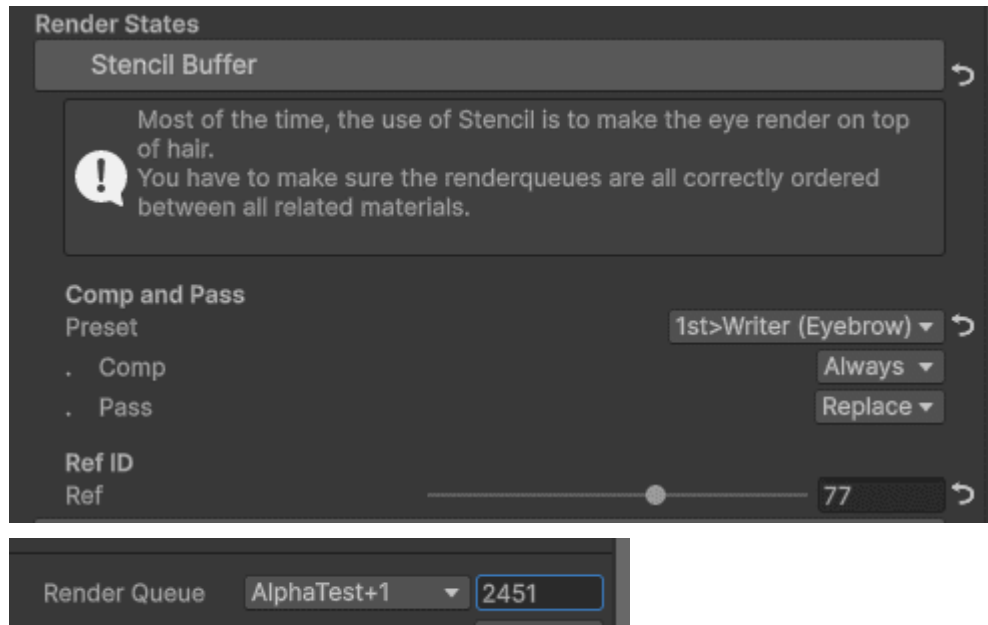 Render States
Stencil Buffer
Most of the time, the use of Stencil is to make the eye render on top
of hair.
You have to make sure the renderqueues are all correctly ordered
between all related materials.
Comp and Pass
Preset 1st>Writer (Eyebrow)
. Comp Always
. Pass Replace
Ref ID
Ref 77
Render Queue AlphaTest+1 2451